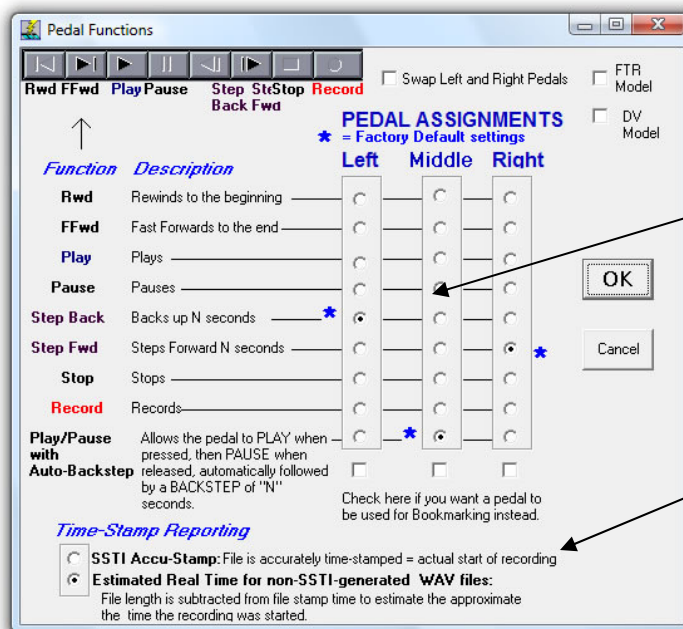 Pedal Functions
Rwd FFwd Play Pause Step Back Stop Record
Fwd
Swap Left and Right Pedals
FTR Model
DV Model
PEDAL ASSIGNMENTS
* = Factory Default settings
Function Description Left Middle Right
Rwd Rewinds to the beginning
FFwd Fast Forwards to the end
Play Plays
Pause Pauses
OK
Step Back Backs up N seconds *
Step Fwd Steps Forward N seconds *
Cancel
Stop Stops
Record Records
Play/Pause with Auto-Backstep
Allows the pedal to PLAY when
pressed, then PAUSE when
released, automatically followed
by a BACKSTEP of "N"
seconds.
*
Check here if you want a pedal to
be used for Bookmarking instead.
Time-Stamp Reporting
SSTI Accu-Stamp: File is accurately time-stamped = actual start of recording
Estimated Real Time for non-SSTI-generated WAV files:
File length is subtracted from file stamp time to estimate the approximate
the time the recording was started.